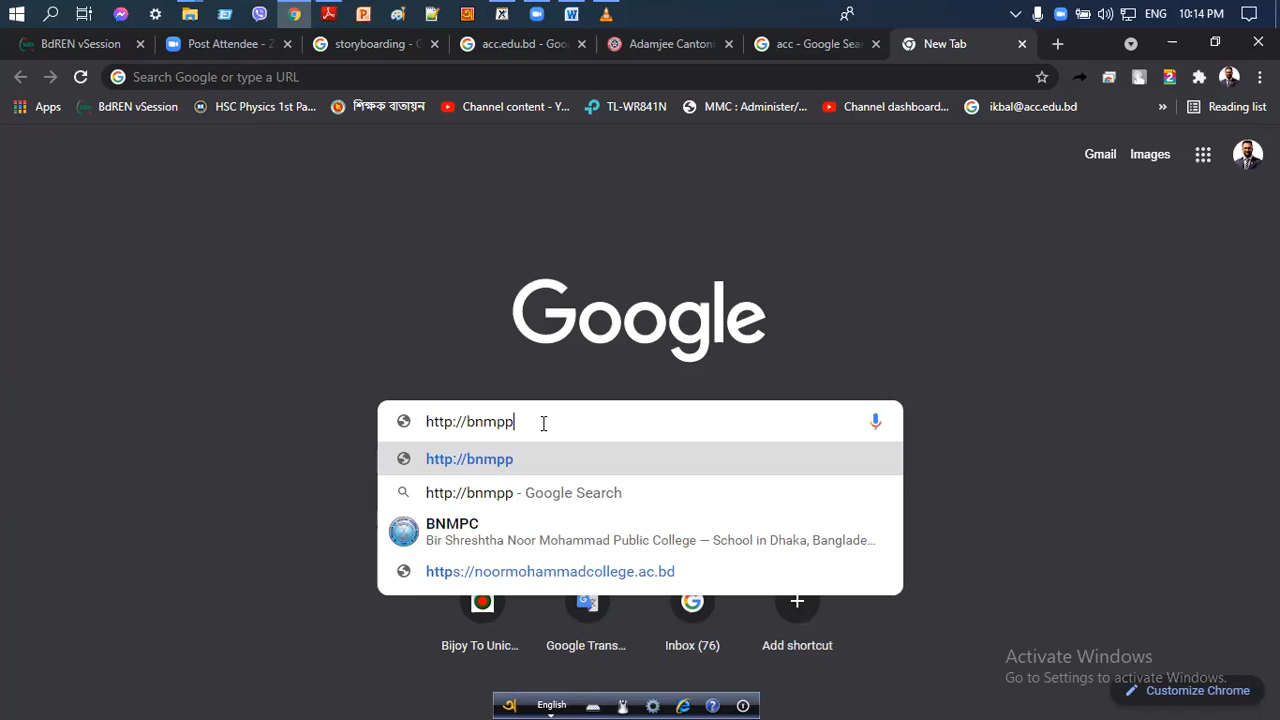 ENG 10:14 PM
BdREN vSession
Post Attendee - Z
storyboarding - G
acc.edu.bd - Goo
Adamjee Cantonm
acc - Google Sear
New Tab
Search Google or type a URL
Apps
BdREN vSession
HSC Physics 1st Pa...
শিক্ষক বাতায়ন
Channel content - Y...
TL-WR841N
MMC : Administer/...
Channel dashboard...
ikbal@acc.edu.bd
»
Reading list
Gmail Images
Google
http://bnmpp
http://bnmpp
http://bnmpp - Google Search
BNMPC
Bir Shreshtha Noor Mohammad Public College — School in Dhaka, Banglade...
https://noormohammadcollege.ac.bd
Bijoy To Unic...
Google Trans...
Inbox (76)
Add shortcut
Activate Windows
Go to Settings to activate Windows.
Customize Chrome
অ English